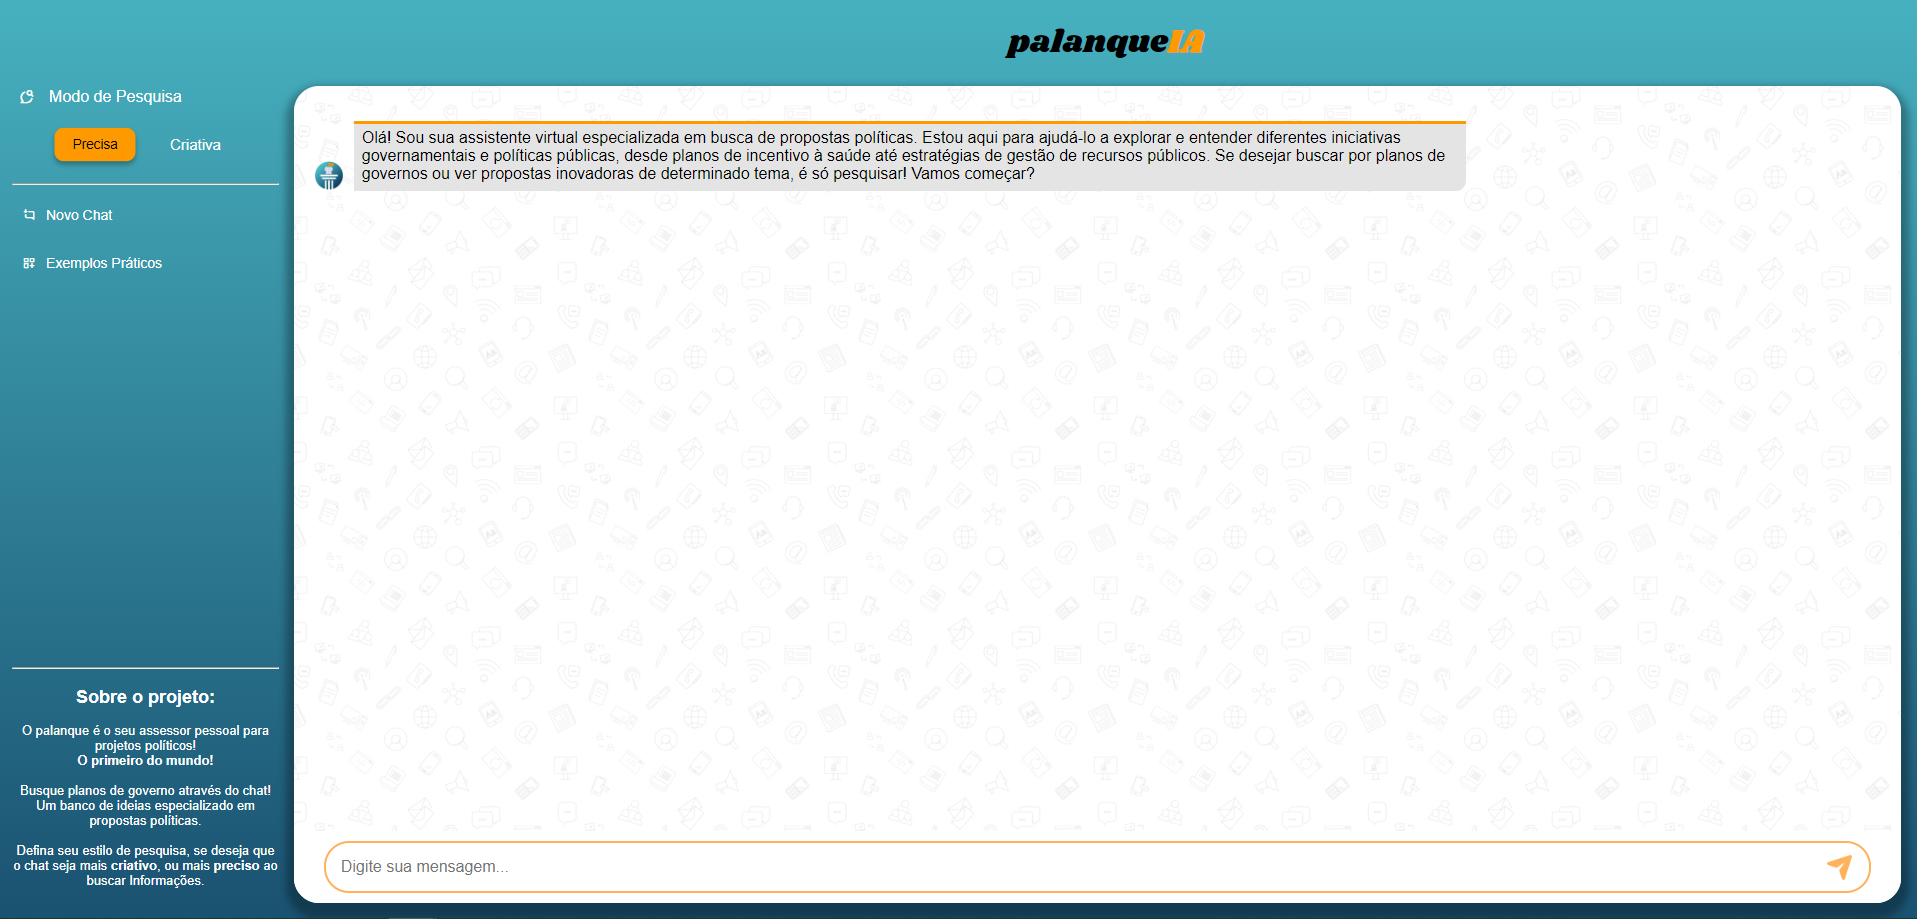 palanqueIA
Modo de Pesquisa
Precisa
Criativa
Novo Chat
Exemplos Práticos
Sobre o projeto:
O palanque é o seu assessor pessoal para
projetos políticos!
O primeiro do mundo!
Busque planos de governo através do chat!
Um banco de ideias especializado em
propostas políticas.
Defina seu estilo de pesquisa, se deseja que
o chat seja mais criativo, ou mais preciso ao
buscar Informações.
Olá! Sou sua assistente virtual especializada em busca de propostas políticas. Estou aqui para ajudá-lo a explorar e entender diferentes iniciativas
governamentais e políticas públicas, desde planos de incentivo à saúde até estratégias de gestão de recursos públicos. Se desejar buscar por planos de
governos ou ver propostas inovadoras de determinado tema, é só pesquisar! Vamos começar?
Digite sua mensagem...